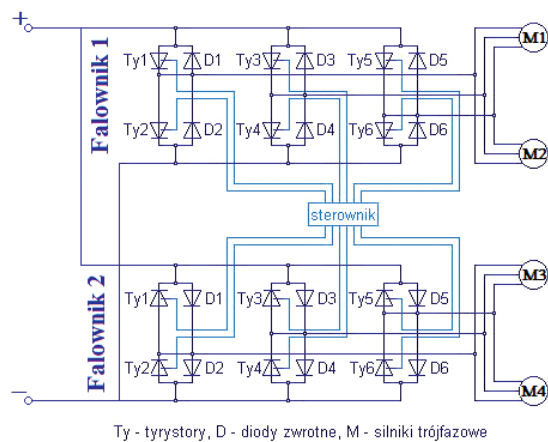 +
Falownik 1
Ty1 D1 Ty3 D3 Ty5 D5
Ty2 D2 Ty4 D4 Ty6 D6
M1
M2
sterownik
Falownik 2
Ty1 D1 Ty3 D3 Ty5 D5
Ty2 D2 Ty4 D4 Ty6 D6
M3
M4
−
Ty - tyrystory, D - diody zwrotne, M - silniki trójfazowe